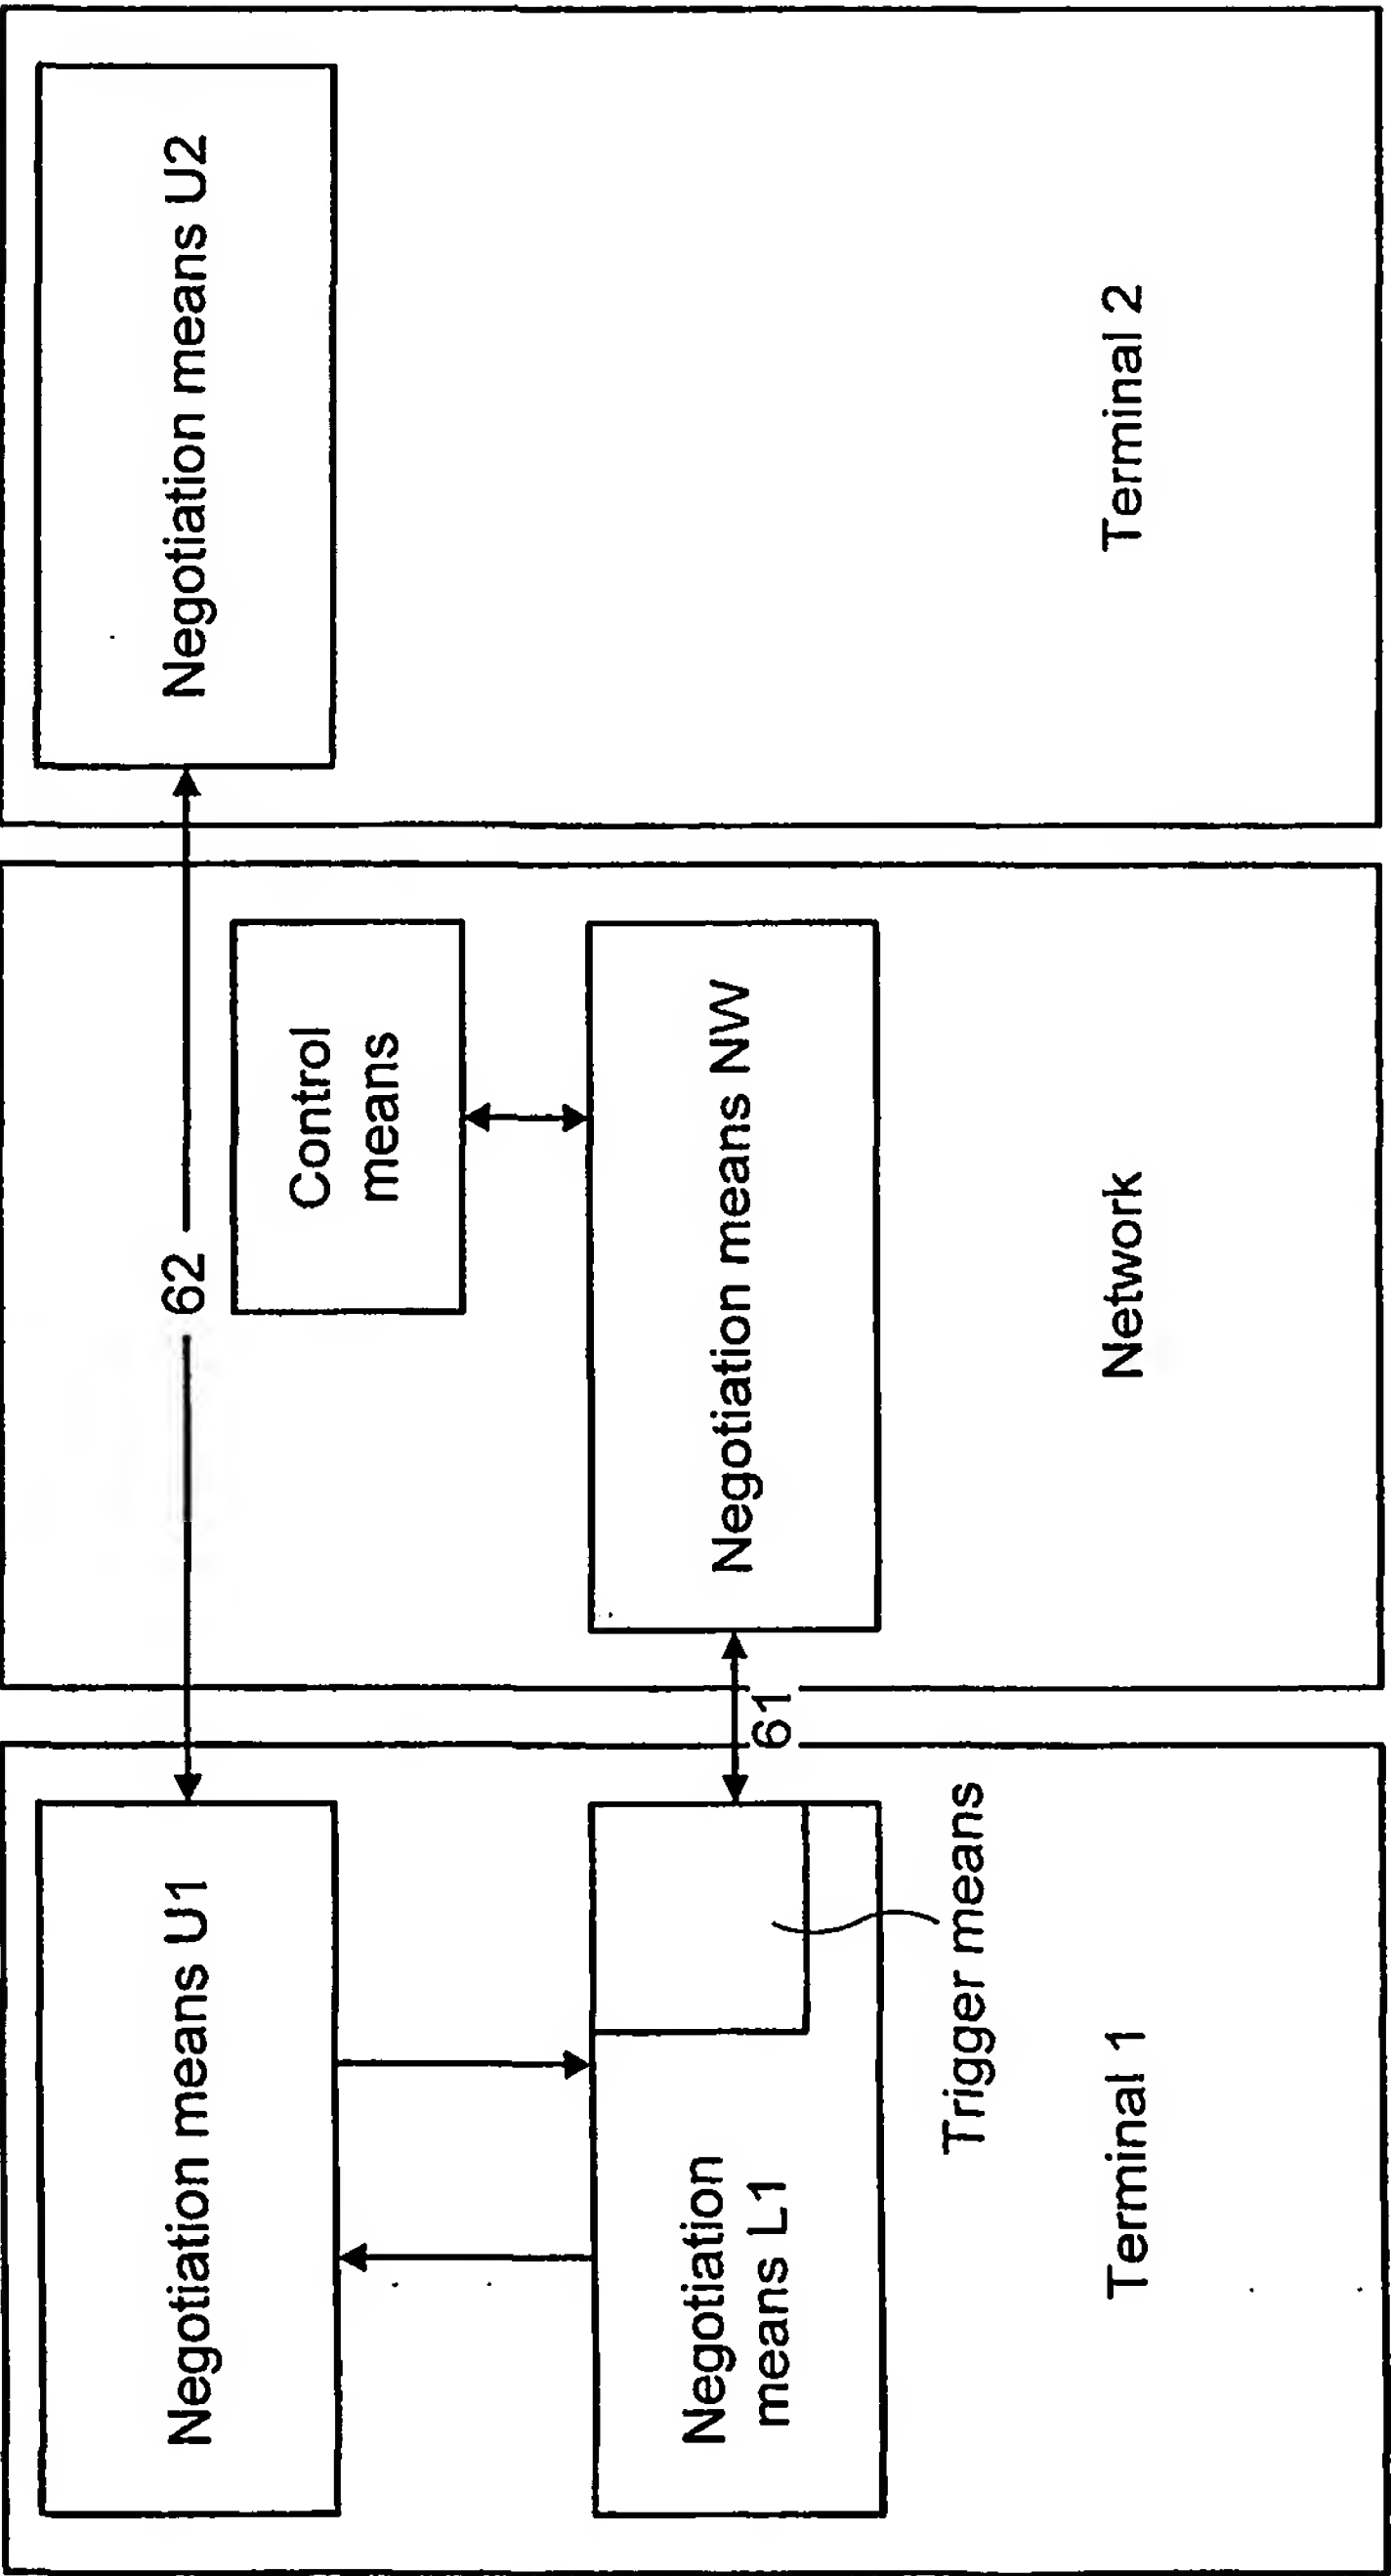 Negotiation means U1
62
Negotiation means U2
Control
means
Negotiation
means L1
61
Negotiation means NW
Trigger means
Terminal 1
Network
Terminal 2